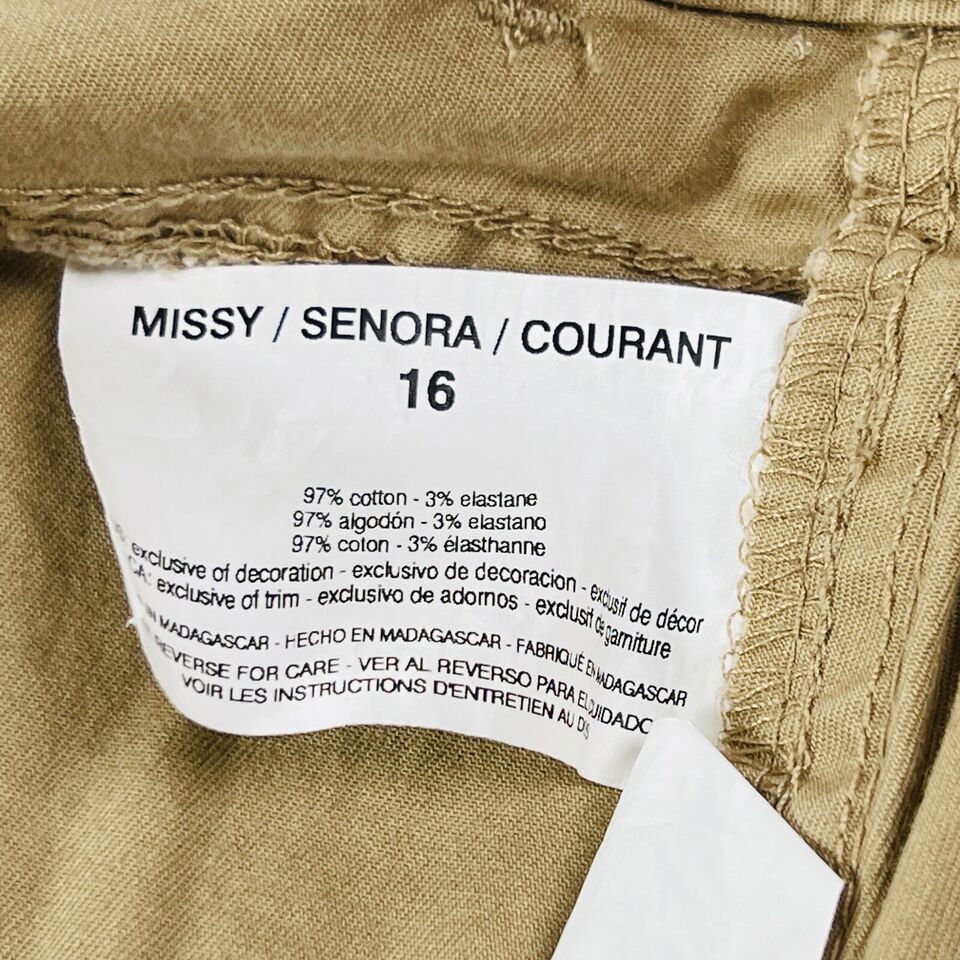 MISSY / SENORA / COURANT
16
97% cotton - 3% elastane
97% algodón - 3% elastano
97% coton - 3% élasthanne
exclusive of decoration - exclusivo de decoracion - exclusif de décor
CA: exclusive of trim - exclusivo de adornos - exclusif de garniture
IN MADAGASCAR - HECHO EN MADAGASCAR - FABRIQUÉ EN MADAGASCAR
REVERSE FOR CARE - VER AL REVERSO PARA EL CUIDADO
VOIR LES INSTRUCTIONS D'ENTRETIEN AU